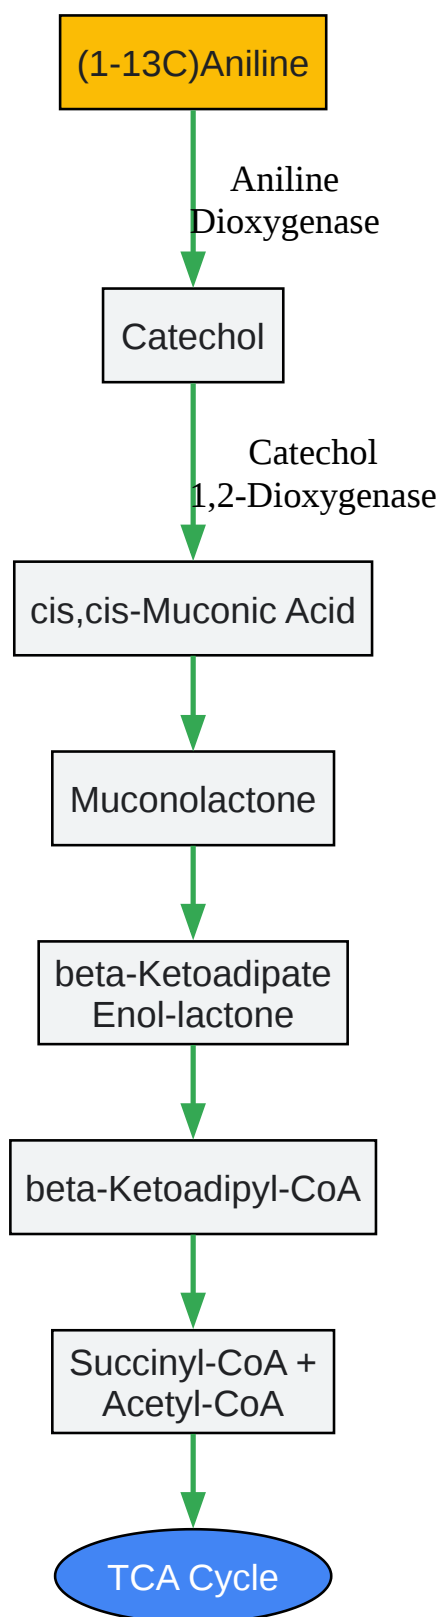 (1-13C)Aniline
Aniline
Dioxygenase
Catechol
Catechol
1,2-Dioxygenase
cis,cis-Muconic Acid
Muconolactone
beta-Ketoadipate
Enol-lactone
beta-Ketoadipyl-CoA
Succinyl-CoA +
Acetyl-CoA
TCA Cycle